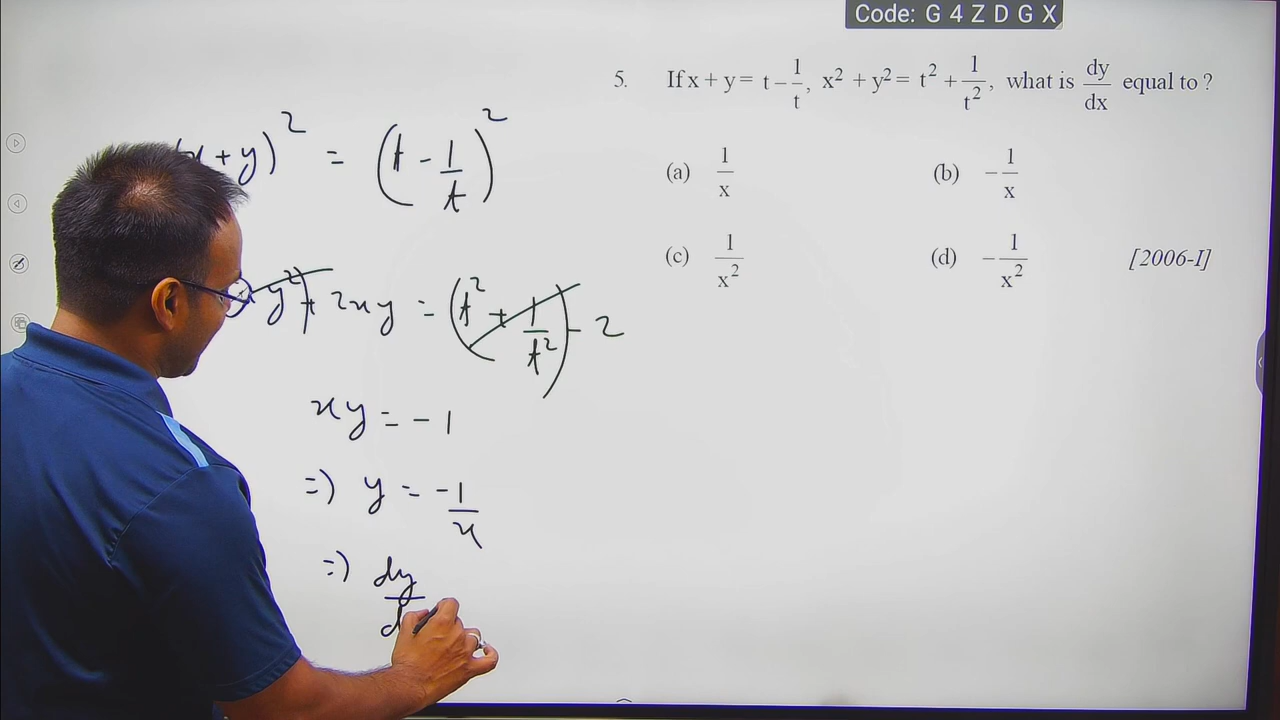 Code: G 4 Z D G X
5. If x + y = t − 1/t, x² + y² = t² + 1/t², what is dy/dx equal to ?
(a) 1/x (b) − 1/x
(c) 1/x² (d) − 1/x² [2006-I]
+ y)² = (t − 1/t)²
y²) + 2xy = (t² + 1/t²) − 2
xy = − 1
⇒) y = −1/x
⇒) dy/d